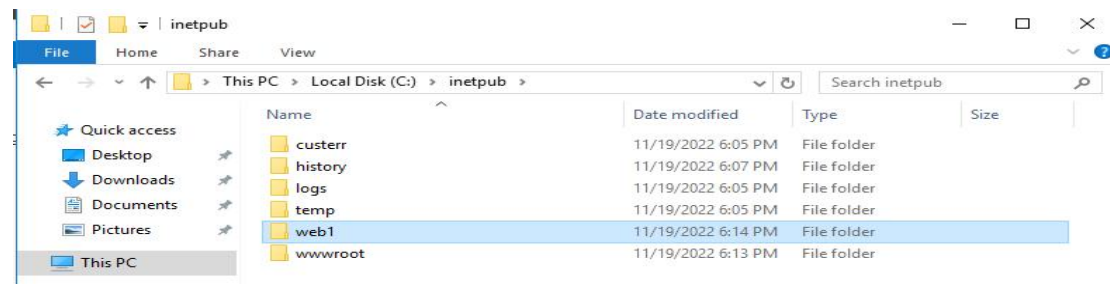 inetpub
File Home Share View
This PC > Local Disk (C:) > inetpub > Search inetpub
Name Date modified Type Size
Quick access
Desktop
Downloads
Documents
Pictures
This PC
custerr 11/19/2022 6:05 PM File folder
history 11/19/2022 6:07 PM File folder
logs 11/19/2022 6:05 PM File folder
temp 11/19/2022 6:05 PM File folder
web1 11/19/2022 6:14 PM File folder
wwwroot 11/19/2022 6:13 PM File folder